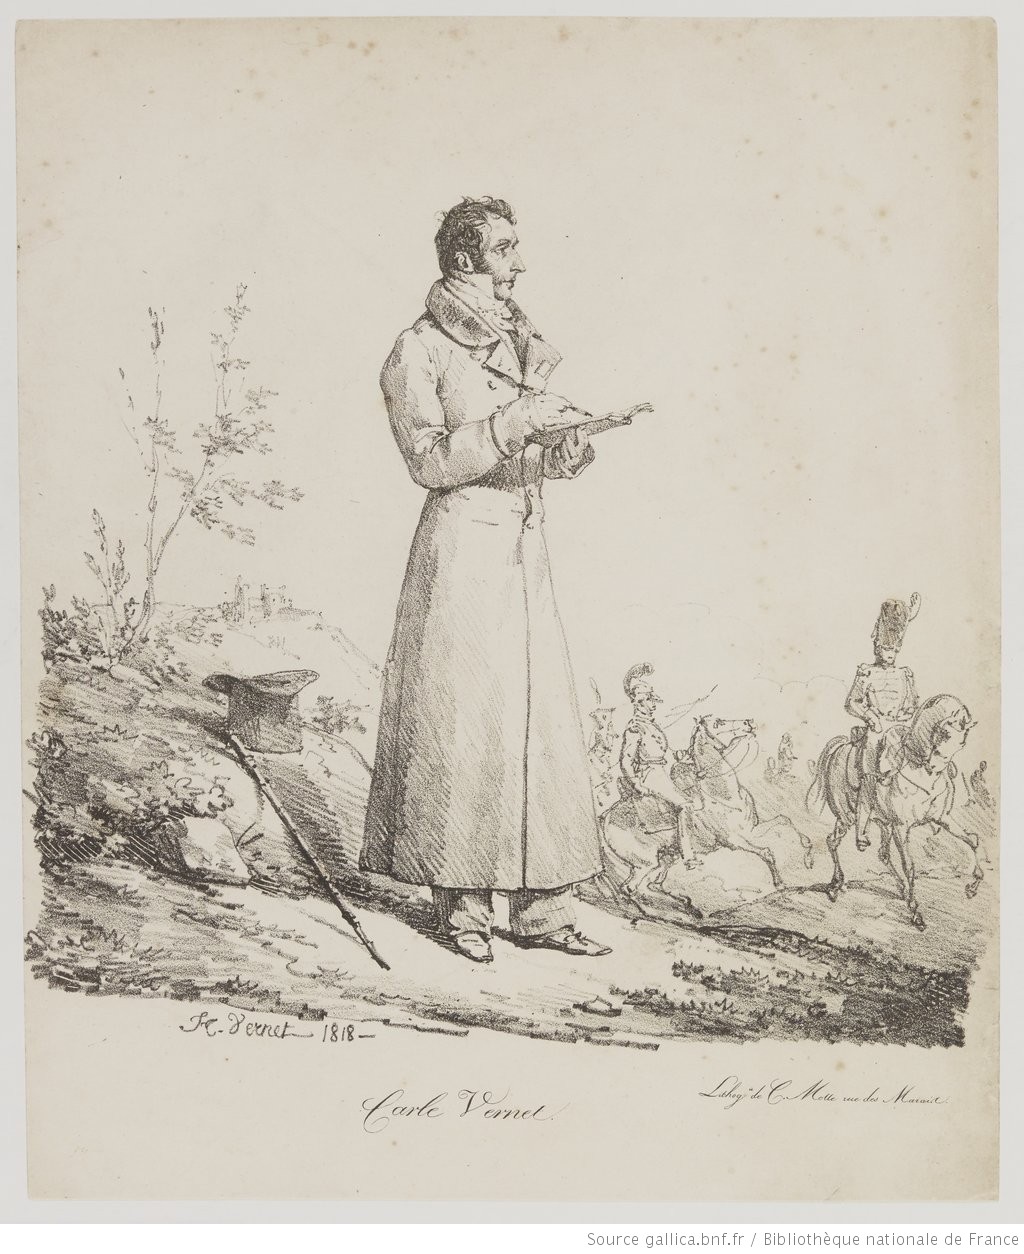 H. Vernet 1818
Carle Vernet.
Lithog. de C. Motte rue des Marais.
Source gallica.bnf.fr / Bibliothèque nationale de France